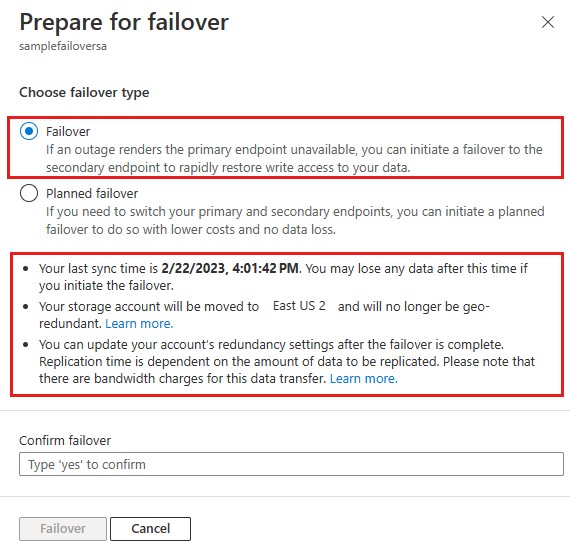 Prepare for failover
samplefailoversa
Choose failover type
Failover
If an outage renders the primary endpoint unavailable, you can initiate a failover to the
secondary endpoint to rapidly restore write access to your data.
Planned failover
If you need to switch your primary and secondary endpoints, you can initiate a planned
failover to do so with lower costs and no data loss.
Your last sync time is 2/22/2023, 4:01:42 PM. You may lose any data after this time if
you initiate the failover.
Your storage account will be moved to East US 2 and will no longer be geo-
redundant. Learn more.
You can update your account's redundancy settings after the failover is complete.
Replication time is dependent on the amount of data to be replicated. Please note that
there are bandwidth charges for this data transfer. Learn more.
Confirm failover
Type 'yes' to confirm
Failover Cancel